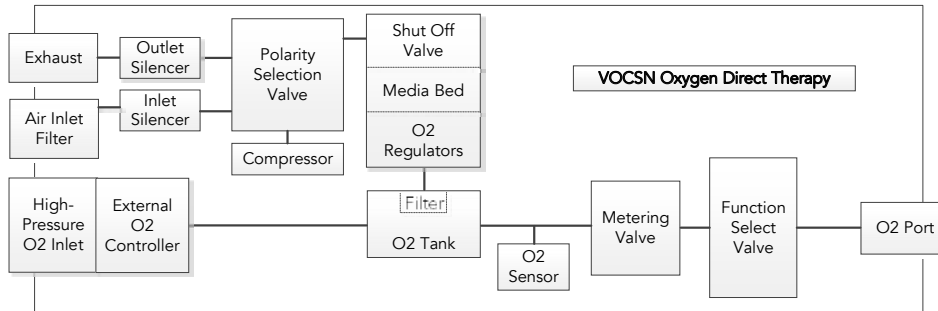 Exhaust
Outlet
Silencer
Polarity
Selection
Valve
Shut Off
Valve
VOCSN Oxygen Direct Therapy
Media Bed
Air Inlet
Filter
Inlet
Silencer
Compressor
O2
Regulators
High-
Pressure
O2 Inlet
External
O2
Controller
Filter
O2 Tank
O2
Sensor
Metering
Valve
Function
Select
Valve
O2 Port